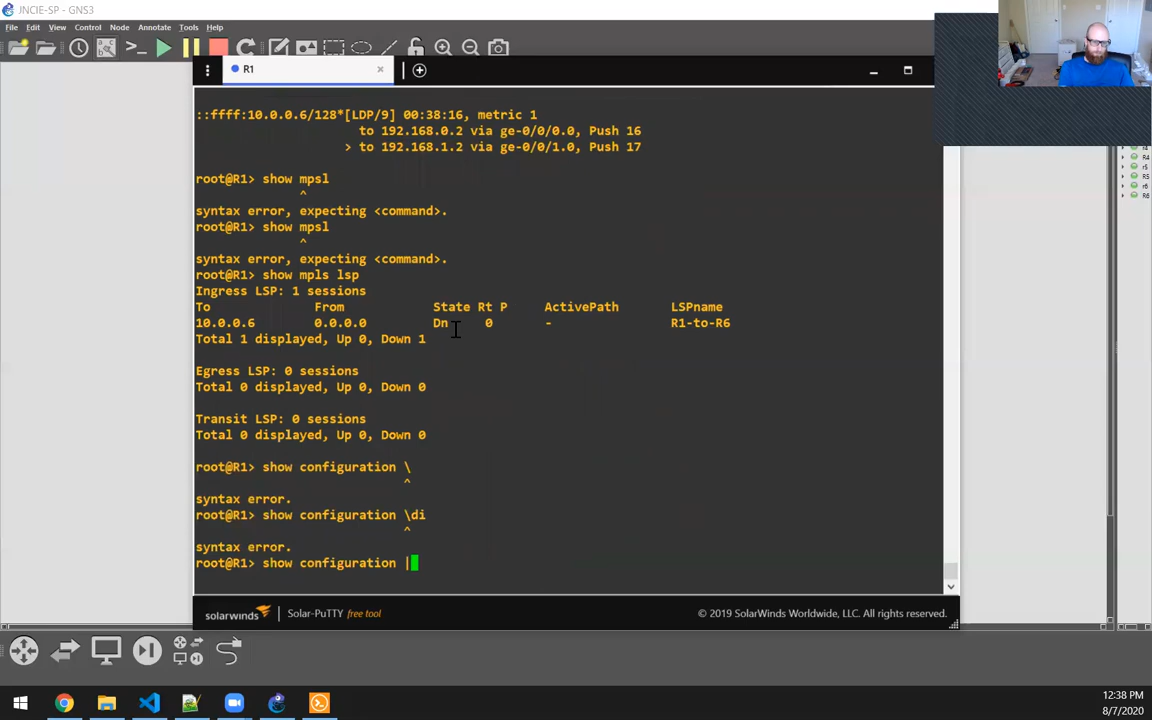 JNCIE-SP - GNS3
File Edit View Control Node Annotate Tools Help
R1
::ffff:10.0.0.6/128*[LDP/9] 00:38:16, metric 1
to 192.168.0.2 via ge-0/0/0.0, Push 16
> to 192.168.1.2 via ge-0/0/1.0, Push 17
root@R1> show mpsl
^
syntax error, expecting <command>.
root@R1> show mpsl
^
syntax error, expecting <command>.
root@R1> show mpls lsp
Ingress LSP: 1 sessions
To From State Rt P ActivePath LSPname
10.0.0.6 0.0.0.0 Dn 0 - R1-to-R6
Total 1 displayed, Up 0, Down 1
Egress LSP: 0 sessions
Total 0 displayed, Up 0, Down 0
Transit LSP: 0 sessions
Total 0 displayed, Up 0, Down 0
root@R1> show configuration \
^
syntax error.
root@R1> show configuration \di
^
syntax error.
root@R1> show configuration |
r4
R4
r5
R5
r6
R6
solarwinds Solar-PuTTY free tool © 2019 SolarWinds Worldwide, LLC. All rights reserved.
12:38 PM
8/7/2020